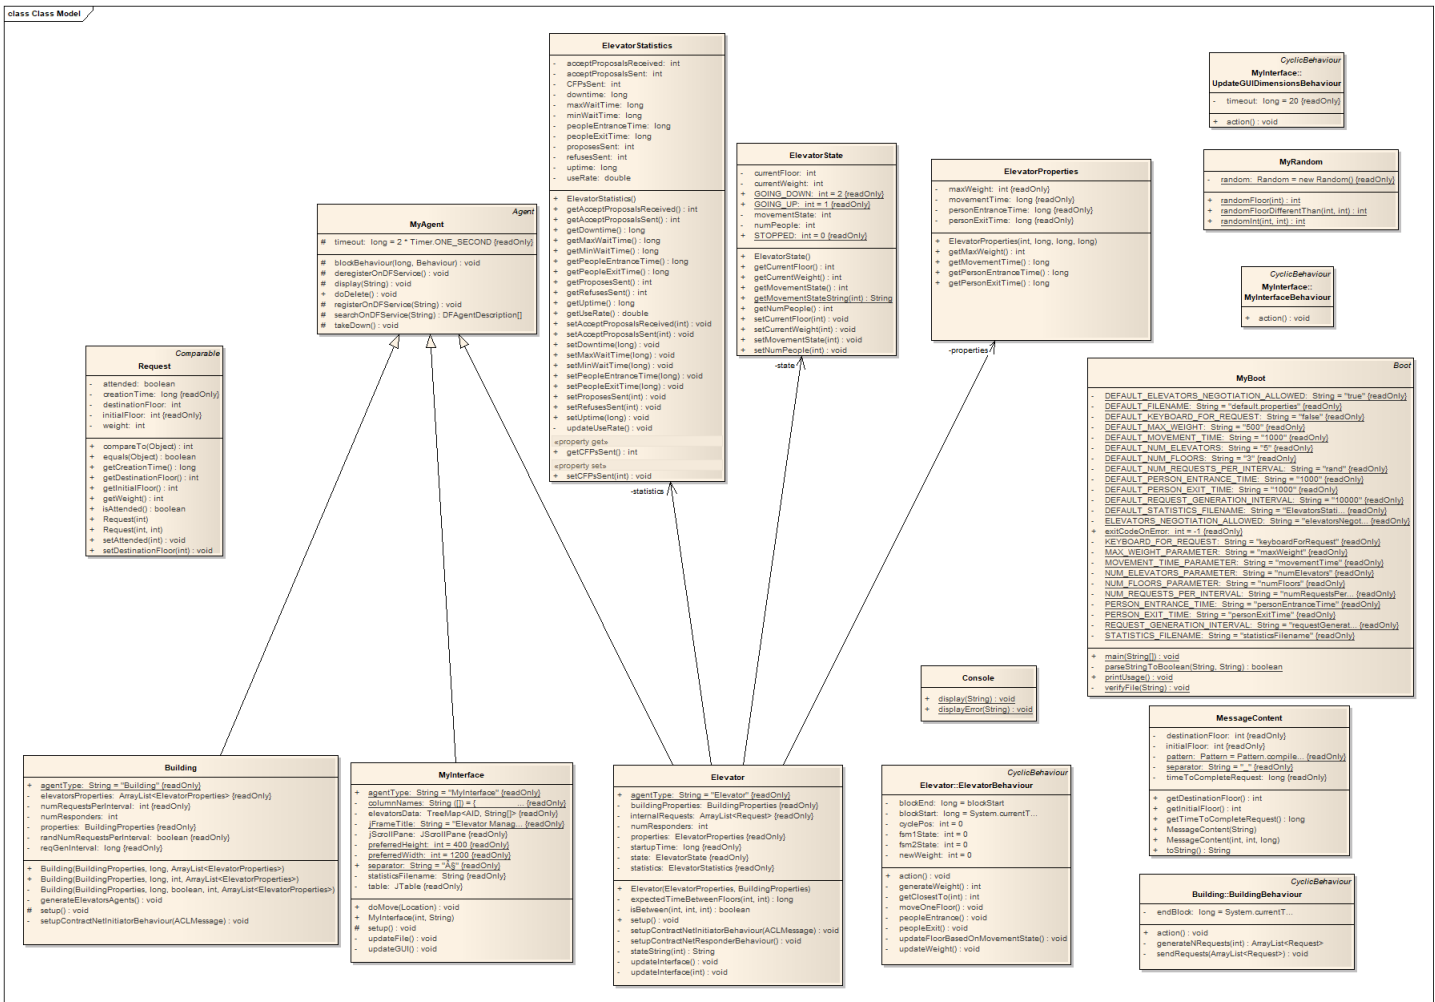 class Class Model
ElevatorStatistics
- acceptProposalsReceived: int
- acceptProposalsSent: int
- CFPsSent: int
- downtime: long
- maxWaitTime: long
- minWaitTime: long
- peopleEntranceTime: long
- peopleExitTime: long
- proposesSent: int
- refusesSent: int
- uptime: long
- useRate: double
+ ElevatorStatistics()
+ getAcceptProposalsReceived() : int
+ getAcceptProposalsSent() : int
+ getDowntime() : long
+ getMaxWaitTime() : long
+ getMinWaitTime() : long
+ getPeopleEntranceTime() : long
+ getPeopleExitTime() : long
+ getProposesSent() : int
+ getRefusesSent() : int
+ getUptime() : long
+ getUseRate() : double
+ setAcceptProposalsReceived(int) : void
+ setAcceptProposalsSent(int) : void
+ setDowntime(long) : void
+ setMaxWaitTime(long) : void
+ setMinWaitTime(long) : void
+ setPeopleEntranceTime(long) : void
+ setPeopleExitTime(long) : void
+ setProposesSent(int) : void
+ setRefusesSent(int) : void
+ setUptime(long) : void
- updateUseRate() : void
«property get»
+ getCFPsSent() : int
«property set»
+ setCFPsSent(int) : void
-statistics
ElevatorState
- currentFloor: int
- currentWeight: int
+ GOING_DOWN: int = 2 {readOnly}
+ GOING_UP: int = 1 {readOnly}
- movementState: int
- numPeople: int
+ STOPPED: int = 0 {readOnly}
+ ElevatorState()
+ getCurrentFloor() : int
+ getCurrentWeight() : int
+ getMovementState() : int
+ getMovementStateString(int) : String
+ getNumPeople() : int
+ setCurrentFloor(int) : void
+ setCurrentWeight(int) : void
+ setMovementState(int) : void
+ setNumPeople(int) : void
-state
ElevatorProperties
- maxWeight: int {readOnly}
- movementTime: long {readOnly}
- personEntranceTime: long {readOnly}
- personExitTime: long {readOnly}
+ ElevatorProperties(int, long, long, long)
+ getMaxWeight() : int
+ getMovementTime() : long
+ getPersonEntranceTime() : long
+ getPersonExitTime() : long
-properties
CyclicBehaviour
MyInterface::
UpdateGUIDimensionsBehaviour
- timeout: long = 20 {readOnly}
+ action() : void
MyRandom
- random: Random = new Random() {readOnly}
+ randomFloor(int) : int
+ randomFloorDifferentThan(int, int) : int
+ randomInt(int, int) : int
CyclicBehaviour
MyInterface::
MyInterfaceBehaviour
+ action() : void
Agent
MyAgent
# timeout: long = 2 * Timer.ONE_SECOND {readOnly}
# blockBehaviour(long, Behaviour) : void
# deregisterOnDFService() : void
# display(String) : void
+ doDelete() : void
# registerOnDFService(String) : void
# searchOnDFService(String) : DFAgentDescription[]
# takeDown() : void
Comparable
Request
- attended: boolean
- creationTime: long {readOnly}
- destinationFloor: int
- initialFloor: int {readOnly}
- weight: int
+ compareTo(Object) : int
+ equals(Object) : boolean
+ getCreationTime() : long
+ getDestinationFloor() : int
+ getInitialFloor() : int
+ getWeight() : int
+ isAttended() : boolean
+ Request(int)
+ Request(int, int)
+ setAttended(int) : void
+ setDestinationFloor(int) : void
Boot
MyBoot
- DEFAULT_ELEVATORS_NEGOTIATION_ALLOWED: String = "true" {readOnly}
- DEFAULT_FILENAME: String = "default.properties" {readOnly}
- DEFAULT_KEYBOARD_FOR_REQUEST: String = "false" {readOnly}
- DEFAULT_MAX_WEIGHT: String = "500" {readOnly}
- DEFAULT_MOVEMENT_TIME: String = "1000" {readOnly}
- DEFAULT_NUM_ELEVATORS: String = "5" {readOnly}
- DEFAULT_NUM_FLOORS: String = "3" {readOnly}
- DEFAULT_NUM_REQUESTS_PER_INTERVAL: String = "rand" {readOnly}
- DEFAULT_PERSON_ENTRANCE_TIME: String = "1000" {readOnly}
- DEFAULT_PERSON_EXIT_TIME: String = "1000" {readOnly}
- DEFAULT_REQUEST_GENERATION_INTERVAL: String = "10000" {readOnly}
- DEFAULT_STATISTICS_FILENAME: String = "ElevatorsStati... {readOnly}
- ELEVATORS_NEGOTIATION_ALLOWED: String = "elevatorsNegot... {readOnly}
+ exitCodeOnError: int = -1 {readOnly}
- KEYBOARD_FOR_REQUEST: String = "keyboardForRequest" {readOnly}
- MAX_WEIGHT_PARAMETER: String = "maxWeight" {readOnly}
- MOVEMENT_TIME_PARAMETER: String = "movementTime" {readOnly}
- NUM_ELEVATORS_PARAMETER: String = "numElevators" {readOnly}
- NUM_FLOORS_PARAMETER: String = "numFloors" {readOnly}
- NUM_REQUESTS_PER_INTERVAL: String = "numRequestsPer... {readOnly}
- PERSON_ENTRANCE_TIME: String = "personEntranceTime" {readOnly}
- PERSON_EXIT_TIME: String = "personExitTime" {readOnly}
- REQUEST_GENERATION_INTERVAL: String = "requestGenerat... {readOnly}
- STATISTICS_FILENAME: String = "statisticsFilename" {readOnly}
+ main(String[]) : void
- parseStringToBoolean(String, String) : boolean
+ printUsage() : void
- verifyFile(String) : void
Console
+ display(String) : void
+ displayError(String) : void
MessageContent
- destinationFloor: int {readOnly}
- initialFloor: int {readOnly}
- pattern: Pattern = Pattern.compile... {readOnly}
- separator: String = "_" {readOnly}
- timeToCompleteRequest: long {readOnly}
+ getDestinationFloor() : int
+ getInitialFloor() : int
+ getTimeToCompleteRequest() : long
+ MessageContent(String)
+ MessageContent(int, int, long)
+ toString() : String
Building
+ agentType: String = "Building" {readOnly}
- elevatorsProperties: ArrayList<ElevatorProperties> {readOnly}
- numRequestsPerInterval: int {readOnly}
- numResponders: int
- properties: BuildingProperties {readOnly}
- randNumRequestsPerInterval: boolean {readOnly}
- reqGenInterval: long {readOnly}
+ Building(BuildingProperties, long, ArrayList<ElevatorProperties>)
+ Building(BuildingProperties, long, int, ArrayList<ElevatorProperties>)
- Building(BuildingProperties, long, boolean, int, ArrayList<ElevatorProperties>)
- generateElevatorsAgents() : void
# setup() : void
- setupContractNetInitiatorBehaviour(ACLMessage) : void
MyInterface
+ agentType: String = "MyInterface" {readOnly}
- columnNames: String ([]) = { ... {readOnly}
- elevatorsData: TreeMap<AID, String[]> {readOnly}
- jFrameTitle: String = "Elevator Manag... {readOnly}
- jScrollPane: JScrollPane {readOnly}
- preferredHeight: int = 400 {readOnly}
- preferredWidth: int = 1200 {readOnly}
+ separator: String = "Â§" {readOnly}
- statisticsFilename: String {readOnly}
- table: JTable {readOnly}
+ doMove(Location) : void
+ MyInterface(int, String)
# setup() : void
- updateFile() : void
- updateGUI() : void
Elevator
+ agentType: String = "Elevator" {readOnly}
- buildingProperties: BuildingProperties {readOnly}
- internalRequests: ArrayList<Request> {readOnly}
- numResponders: int
- properties: ElevatorProperties {readOnly}
- startupTime: long {readOnly}
- state: ElevatorState {readOnly}
- statistics: ElevatorStatistics {readOnly}
+ Elevator(ElevatorProperties, BuildingProperties)
- expectedTimeBetweenFloors(int, int) : long
- isBetween(int, int, int) : boolean
+ setup() : void
- setupContractNetInitiatorBehaviour(ACLMessage) : void
- setupContractNetResponderBehaviour() : void
- stateString(int) : String
- updateInterface() : void
- updateInterface(int) : void
CyclicBehaviour
Elevator::ElevatorBehaviour
- blockEnd: long = blockStart
- blockStart: long = System.currentT...
- cyclePos: int = 0
- fsm1State: int = 0
- fsm2State: int = 0
- newWeight: int = 0
+ action() : void
- generateWeight() : int
- getClosestTo(int) : int
- moveOneFloor() : void
- peopleEntrance() : void
- peopleExit() : void
- updateFloorBasedOnMovementState() : void
- updateWeight() : void
CyclicBehaviour
Building::BuildingBehaviour
- endBlock: long = System.currentT...
+ action() : void
- generateNRequests(int) : ArrayList<Request>
- sendRequests(ArrayList<Request>) : void